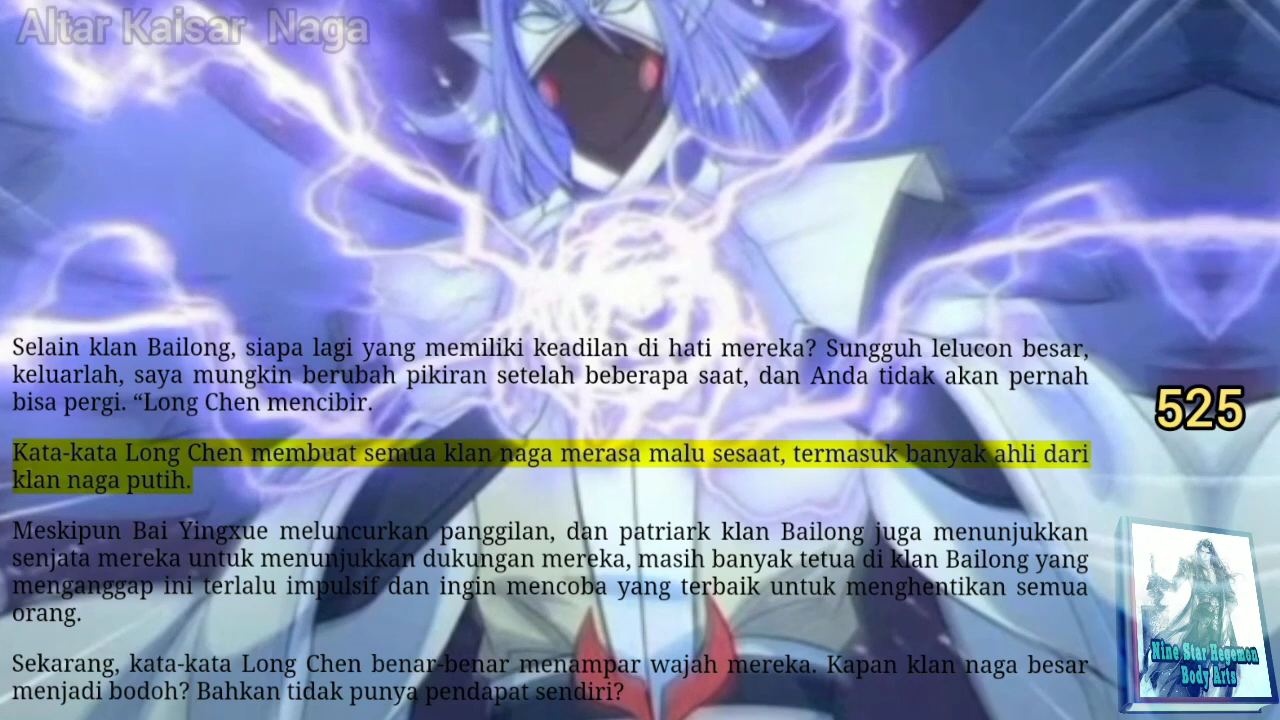 Altar Kaisar Naga
Selain klan Bailong, siapa lagi yang memiliki keadilan di hati mereka? Sungguh lelucon besar,
keluarlah, saya mungkin berubah pikiran setelah beberapa saat, dan Anda tidak akan pernah
bisa pergi. “Long Chen mencibir.
525
Kata-kata Long Chen membuat semua klan naga merasa malu sesaat, termasuk banyak ahli dari
klan naga putih.
Meskipun Bai Yingxue meluncurkan panggilan, dan patriark klan Bailong juga menunjukkan
senjata mereka untuk menunjukkan dukungan mereka, masih banyak tetua di klan Bailong yang
menganggap ini terlalu impulsif dan ingin mencoba yang terbaik untuk menghentikan semua
orang.
Sekarang, kata-kata Long Chen benar-benar menampar wajah mereka. Kapan klan naga besar
menjadi bodoh? Bahkan tidak punya pendapat sendiri?
Nine Star Hegemon
Body Arts